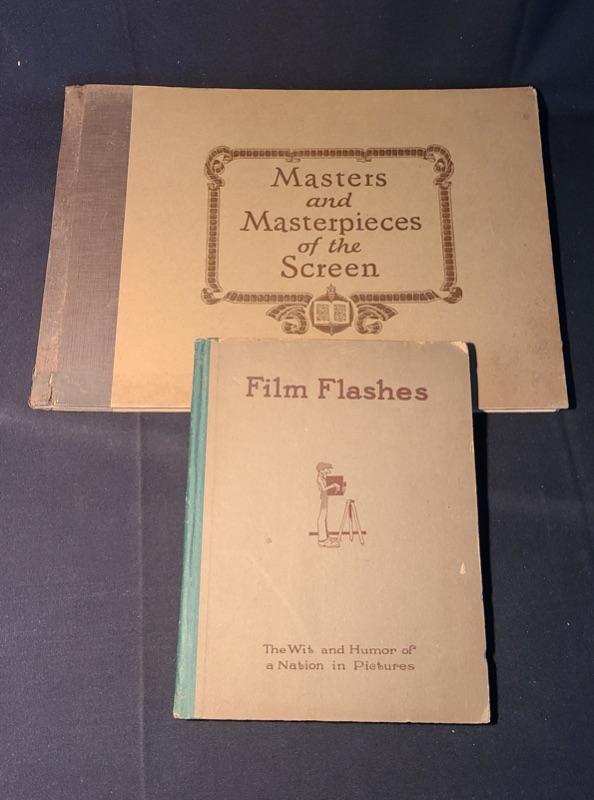 Masters
and
Masterpieces
of the
Screen
Film Flashes
The Wit and Humor of
a Nation in Pictures